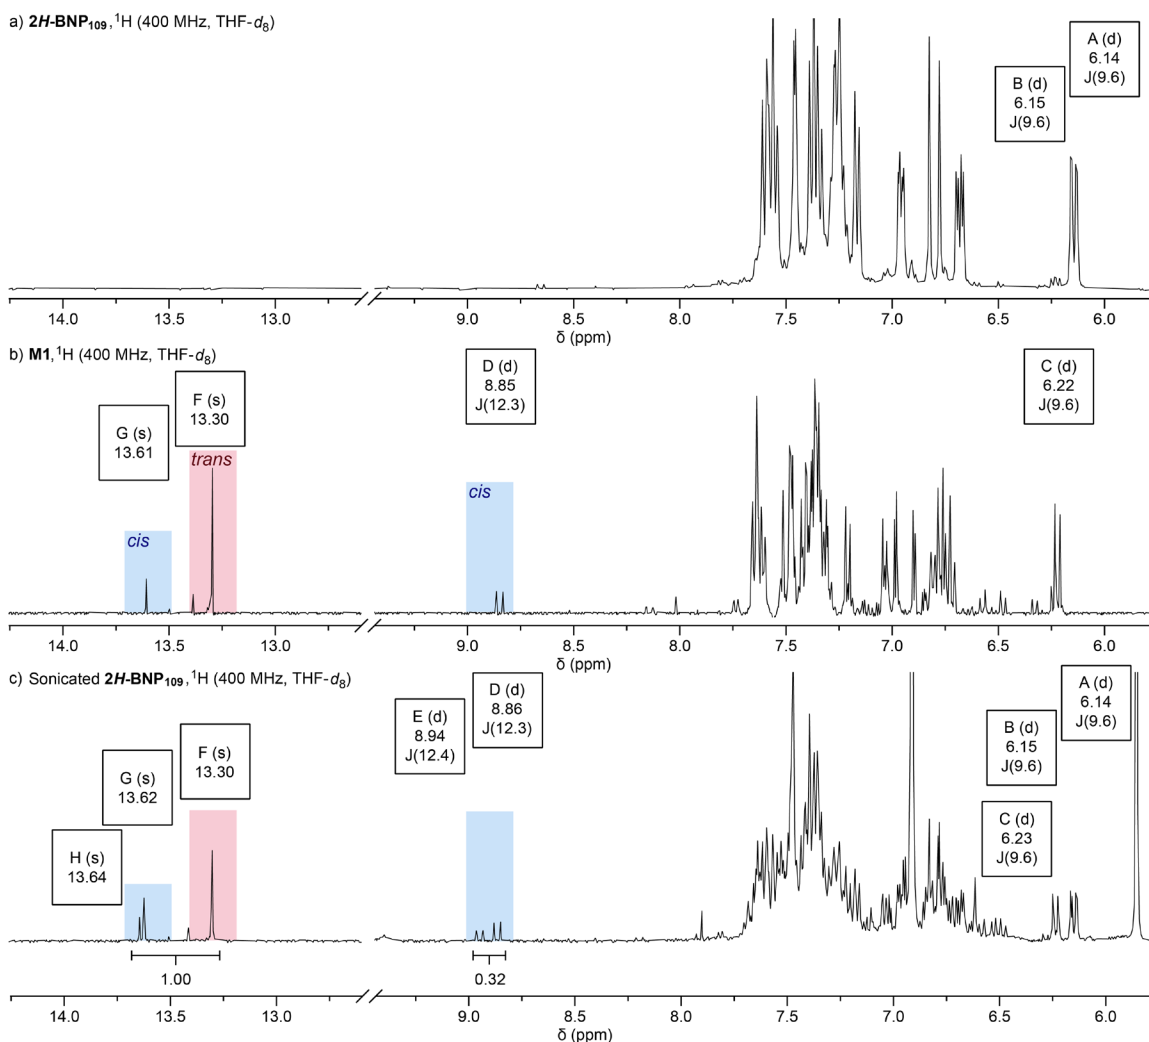 a) 2H-BNP109, 1H (400 MHz, THF-d8)
A (d)
6.14
J(9.6)
B (d)
6.15
J(9.6)
14.0 13.5 13.0 9.0 8.5 8.0 7.5 7.0 6.5 6.0
δ (ppm)
b) M1, 1H (400 MHz, THF-d8)
D (d)
8.85
J(12.3)
C (d)
6.22
J(9.6)
F (s)
13.30
G (s)
13.61
trans
cis
cis
14.0 13.5 13.0 9.0 8.5 8.0 7.5 7.0 6.5 6.0
δ (ppm)
c) Sonicated 2H-BNP109, 1H (400 MHz, THF-d8)
A (d)
6.14
J(9.6)
D (d)
8.86
J(12.3)
E (d)
8.94
J(12.4)
B (d)
6.15
J(9.6)
F (s)
13.30
G (s)
13.62
C (d)
6.23
J(9.6)
H (s)
13.64
1.00
0.32
14.0 13.5 13.0 9.0 8.5 8.0 7.5 7.0 6.5 6.0
δ (ppm)